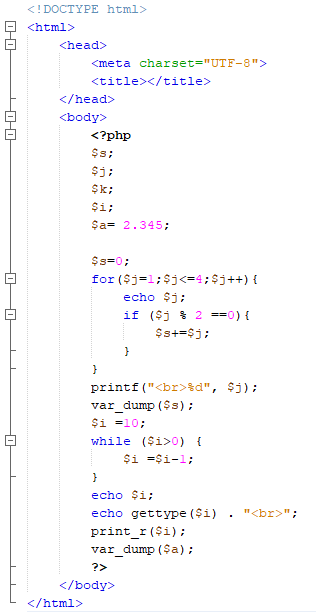 <!DOCTYPE html>
<html>
    <head>
        <meta charset="UTF-8">
        <title></title>
    </head>
    <body>
        <?php
        $s;
        $j;
        $k;
        $i;
        $a= 2.345;

        $s=0;
        for($j=1;$j<=4;$j++){
            echo $j;
            if ($j % 2 ==0){
                $s+=$j;
            }
        }
        printf("<br>%d", $j);
        var_dump($s);
        $i =10;
        while ($i>0) {
            $i =$i-1;
        }
        echo $i;
        echo gettype($i) . "<br>";
        print_r($i);
        var_dump($a);
        ?>
    </body>
</html>